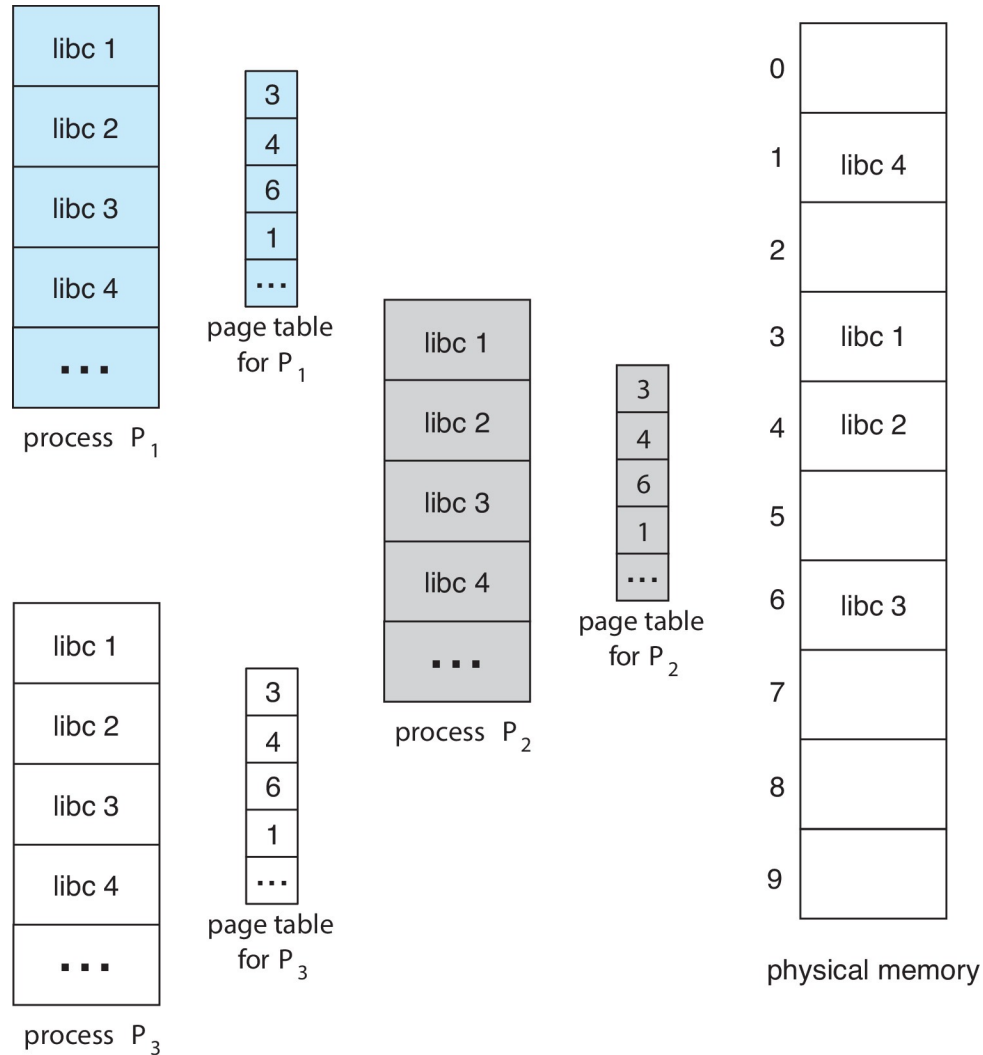 libc 1
libc 2
libc 3
libc 4
...
process P1
3
4
6
1
...
page table
for P1
libc 1
libc 2
libc 3
libc 4
...
process P2
3
4
6
1
...
page table
for P2
libc 1
libc 2
libc 3
libc 4
...
process P3
3
4
6
1
...
page table
for P3
0
1 libc 4
2
3 libc 1
4 libc 2
5
6 libc 3
7
8
9
physical memory